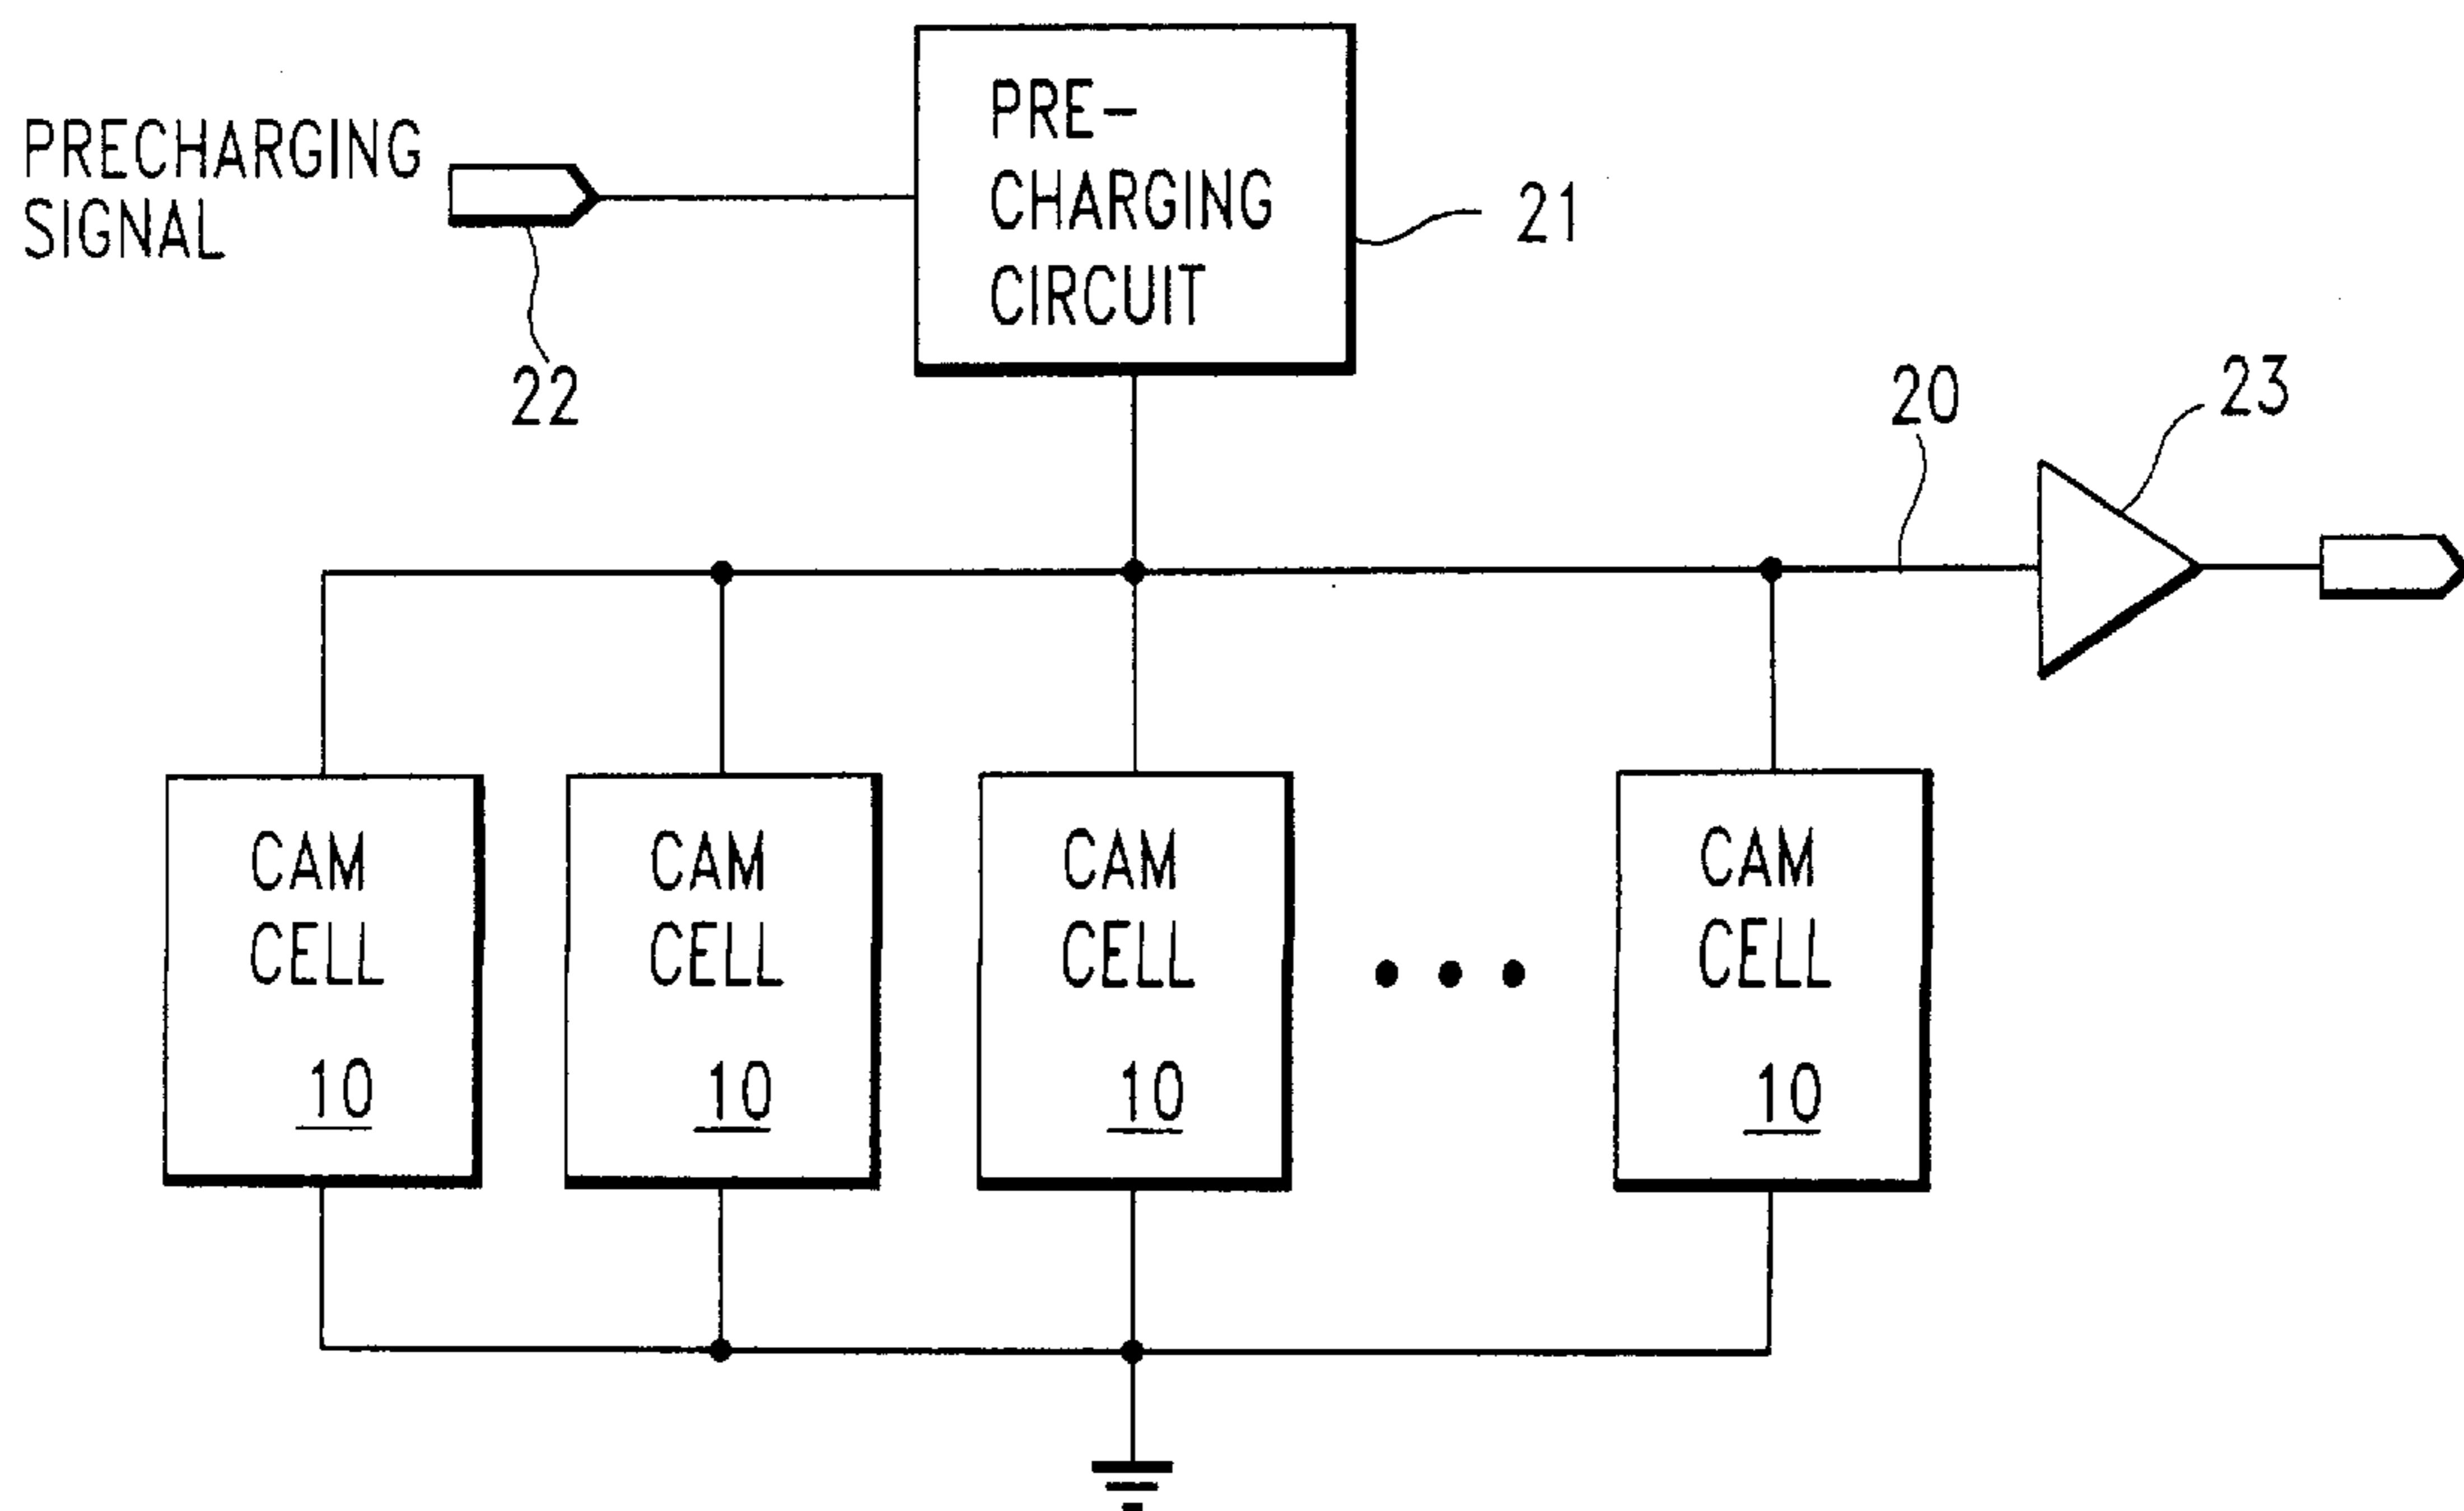 PRECHARGING
SIGNAL
22
PRE-
CHARGING
CIRCUIT
21
20
23
CAM
CELL
10
CAM
CELL
10
CAM
CELL
10
CAM
CELL
10